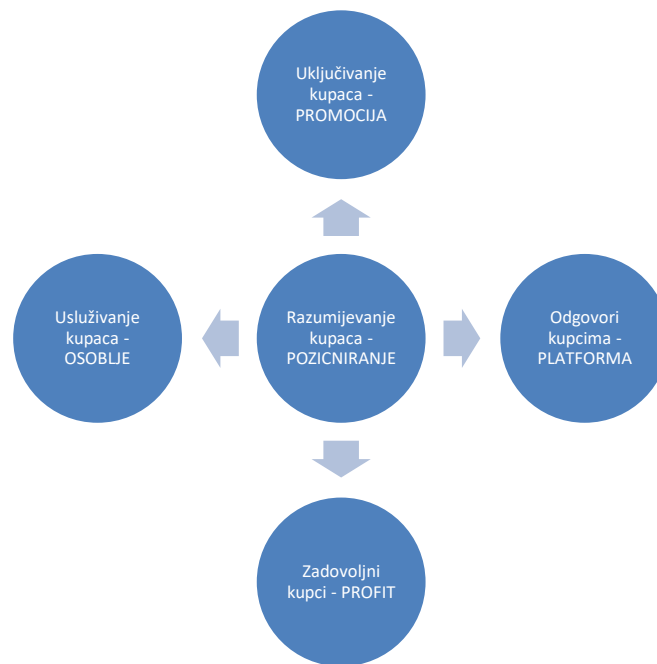 Uključivanje
kupaca -
PROMOCIJA
Usluživanje
kupaca -
OSOBLJE
Razumijevanje
kupaca -
POZICNIRANJE
Odgovori
kupcima -
PLATFORMA
Zadovoljni
kupci - PROFIT